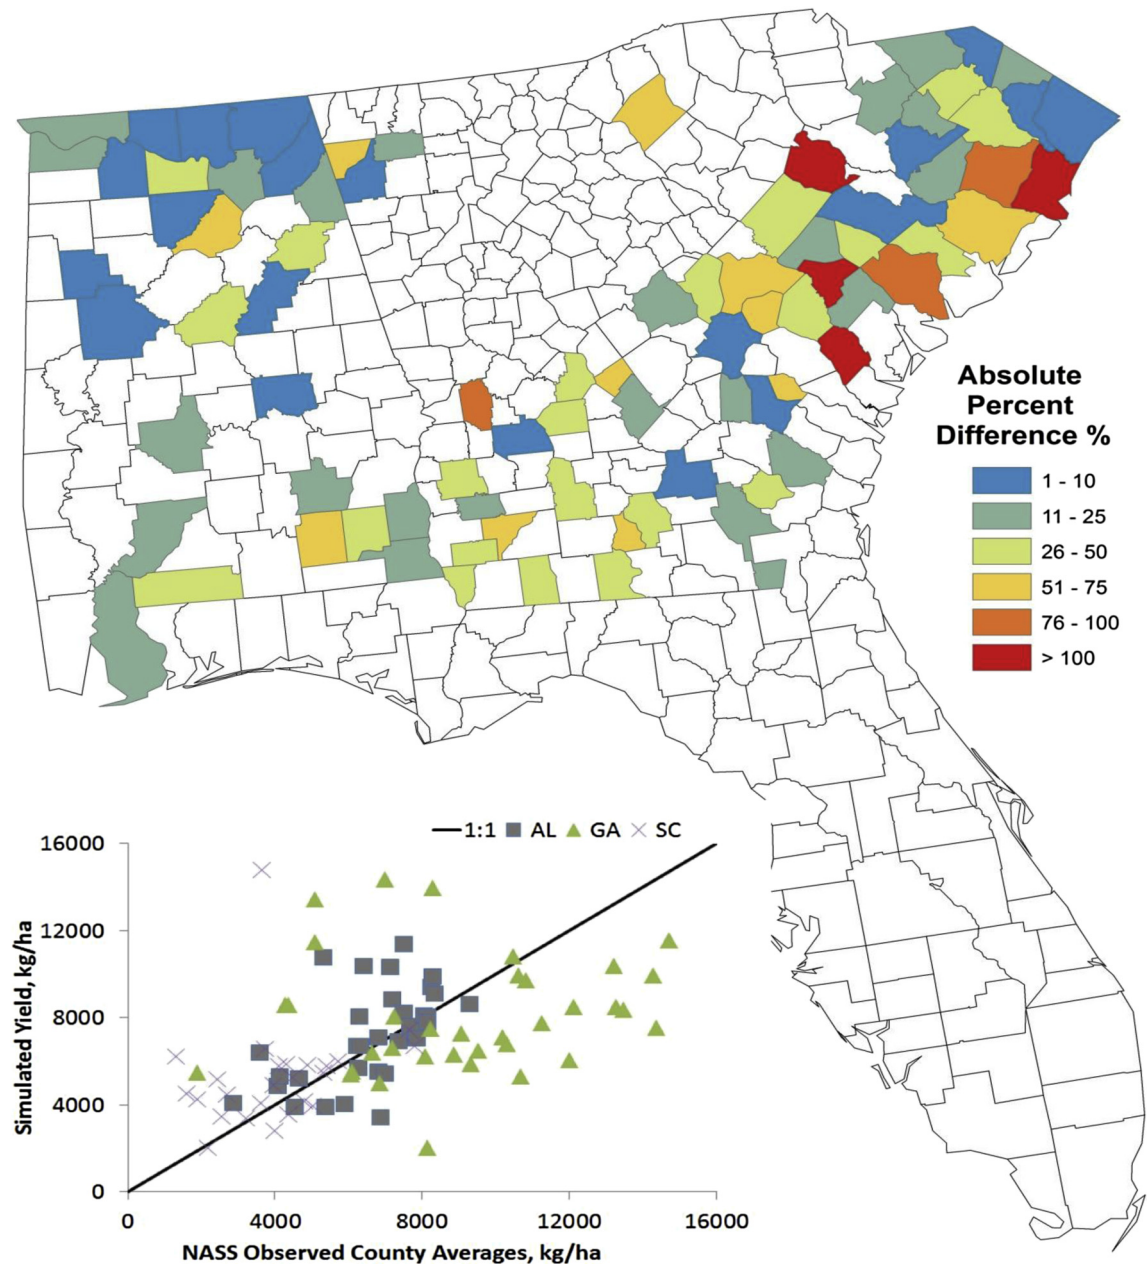 Absolute
Percent
Difference %
1 - 10
11 - 25
26 - 50
51 - 75
76 - 100
> 100
1:1 AL GA SC
16000
12000
8000
4000
0
Simulated Yield, kg/ha
0 4000 8000 12000 16000
NASS Observed County Averages, kg/ha